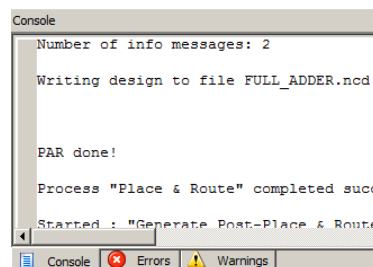 Console
Number of info messages: 2
Writing design to file FULL_ADDER.ncd
PAR done!
Process "Place & Route" completed succ
Started : "Generate Post-Place & Route
Console Errors Warnings